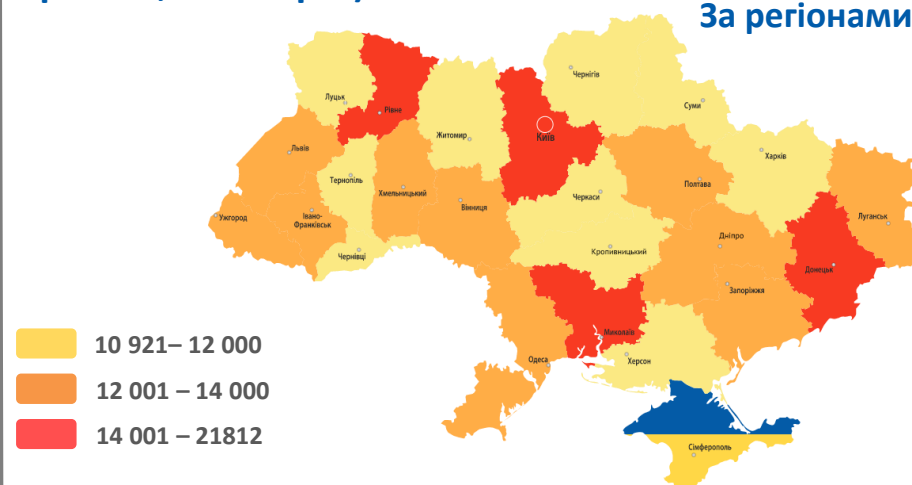 За регіонами
Чернігів
Луцьк
Рівне
Суми
Київ
Житомир
Львів
Харків
Тернопіль
Хмельницький
Полтава
Черкаси
Вінниця
Ужгород
Івано-
Франківськ
Луганськ
Дніпро
Чернівці
Кропивницький
Донецьк
Запоріжжя
Миколаїв
Одеса
Херсон
Сімферополь
10 921– 12 000
12 001 – 14 000
14 001 – 21812